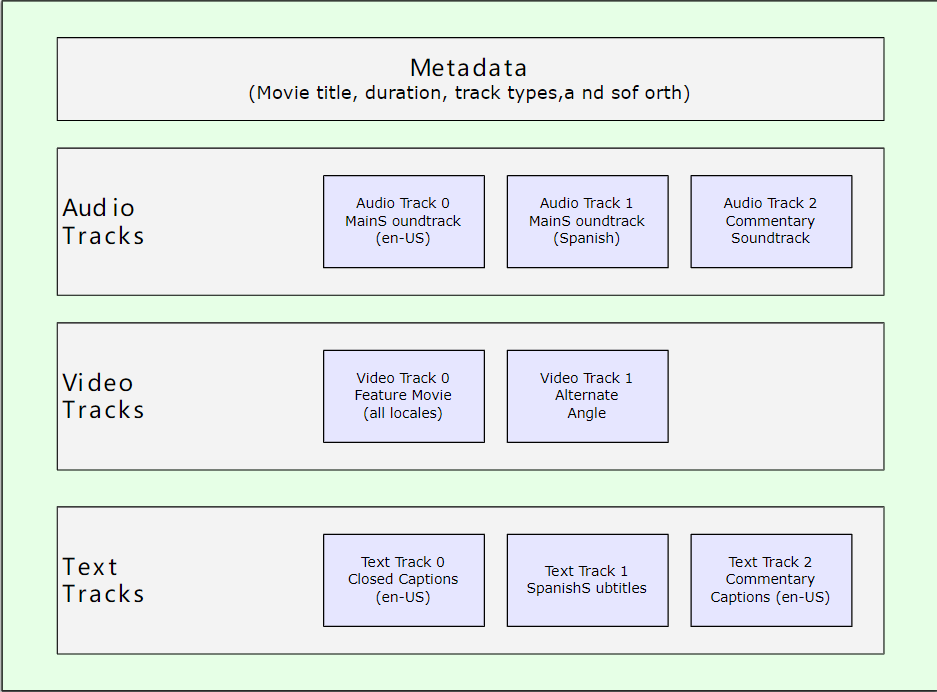 Metadata
(Movie title, duration, track types,a nd sof orth)
Audio
Tracks
Audio Track 0
MainS oundtrack
(en-US)
Audio Track 1
MainS oundtrack
(Spanish)
Audio Track 2
Commentary
Soundtrack
Video
Tracks
Video Track 0
Feature Movie
(all locales)
Video Track 1
Alternate
Angle
Text
Tracks
Text Track 0
Closed Captions
(en-US)
Text Track 1
SpanishS ubtitles
Text Track 2
Commentary
Captions (en-US)